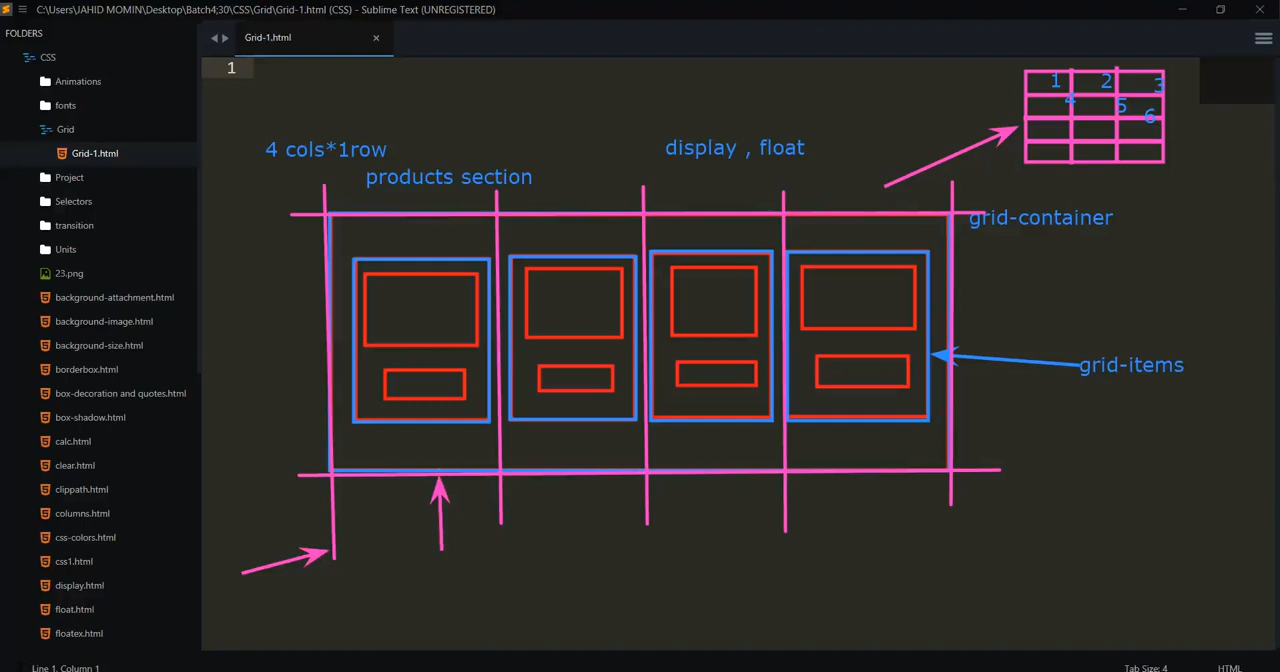 C:\Users\JAHID MOMIN\Desktop\Batch4;30\CSS\Grid\Grid-1.html (CSS) - Sublime Text (UNREGISTERED)
FOLDERS
CSS
Animations
fonts
Grid
Grid-1.html
Project
Selectors
transition
Units
23.png
background-attachment.html
background-image.html
background-size.html
borderbox.html
box-decoration and quotes.html
box-shadow.html
calc.html
clear.html
clippath.html
columns.html
css-colors.html
css1.html
display.html
float.html
floatex.html
Grid-1.html
1
4 cols*1row
products section
display , float
1 2 3
4 5 6
grid-container
grid-items
Line 1, Column 1
Tab Size: 4
HTML